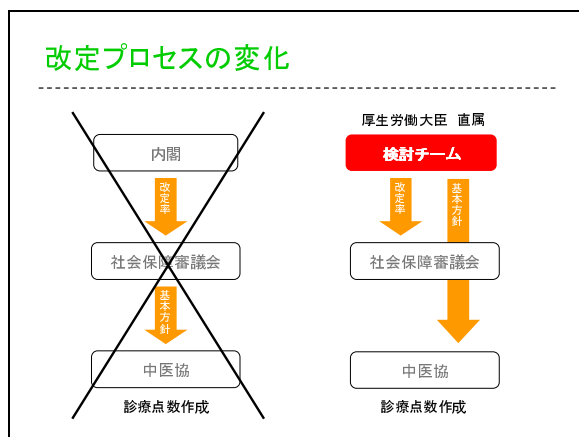 改定プロセスの変化
内閣
改定率
社会保障審議会
基本方針
中医協
診療点数作成
厚生労働大臣 直属
検討チーム
改定率
基本方針
社会保障審議会
中医協
診療点数作成